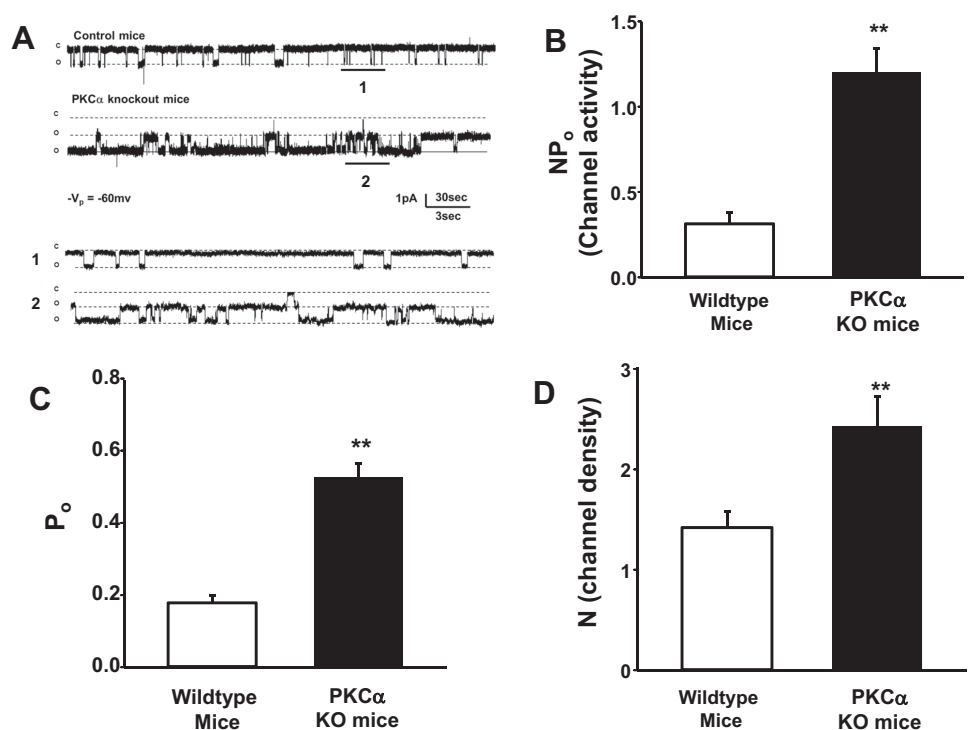 A
Control mice
c
o
1
PKCα knockout mice
c
o
o
2
-Vp = -60mv
1pA
30sec
3sec
1
c
o
2
c
o
o
B
NPo
(Channel activity)
1.5
1.0
0.5
0.0
**
Wildtype
Mice
PKCα
KO mice
C
Po
0.8
0.6
0.4
0.2
0.0
**
Wildtype
Mice
PKCα
KO mice
D
N (channel density)
3
2
1
0
**
Wildtype
Mice
PKCα
KO mice